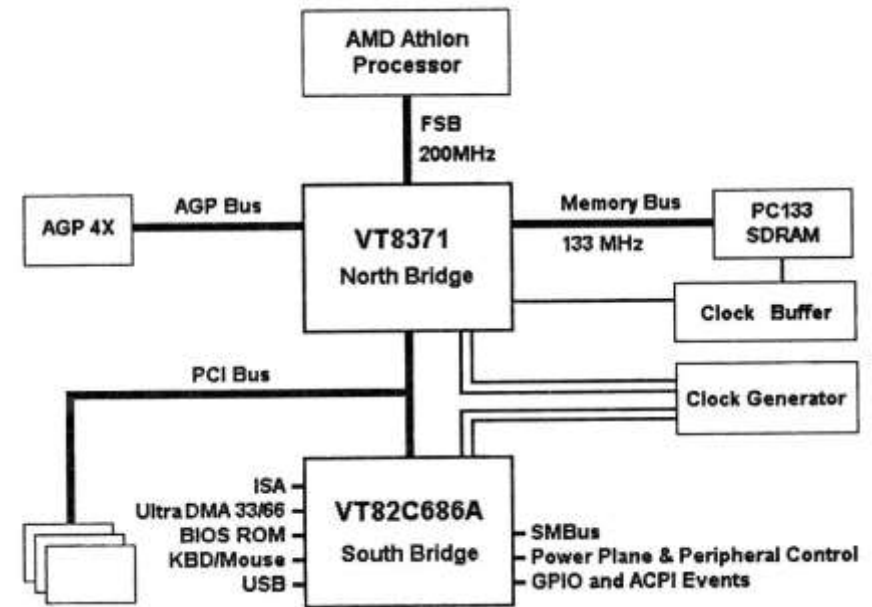 AMD Athlon
Processor
FSB
200MHz
AGP 4X
AGP Bus
VT8371
North Bridge
Memory Bus
133 MHz
PC133
SDRAM
Clock Buffer
PCI Bus
Clock Generator
ISA
Ultra DMA 33/66
BIOS ROM
KBD/Mouse
USB
VT82C686A
South Bridge
SMBus
Power Plane & Peripheral Control
GPIO and ACPI Events